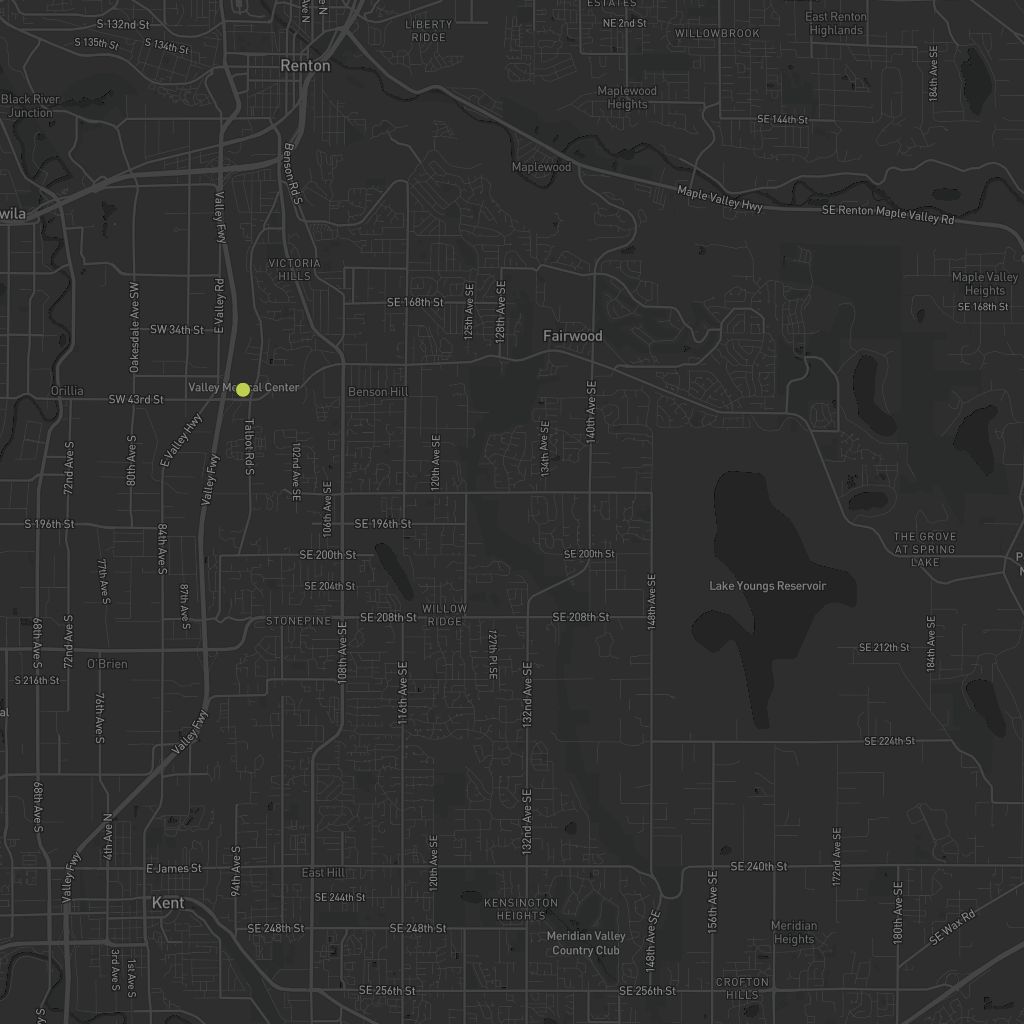 ESTATES
S 132nd St
Ave N
N
LIBERTY
RIDGE
NE 2nd St
WILLOWBROOK
East Renton
Highlands
S 135th St
S 134th St
Renton
184th Ave SE
Black River
Junction
Maplewood
Heights
SE 144th St
Benson Rd S
Maplewood
Maple Valley Hwy
SE Renton Maple Valley Rd
wila
Valley Fwy
VICTORIA
HILLS
Maple Valley
Heights
SE 168th St
E Valley Rd
Oakesdale Ave SW
SE 168th St
125th Ave SE
128th Ave SE
SW 34th St
Fairwood
Valley Medical Center
Orillia
SW 43rd St
Benson Hill
140th Ave SE
E Valley Hwy
Talbot Rd S
72nd Ave S
80th Ave S
Valley Fwy
102nd Ave SE
120th Ave SE
134th Ave SE
106th Ave SE
S 196th St
SE 196th St
84th Ave S
SE 200th St
SE 200th St
THE GROVE
AT SPRING
LAKE
P
N
77th Ave S
87th Ave S
SE 204th St
Lake Youngs Reservoir
148th Ave SE
WILLOW
RIDGE
STONEPINE
SE 208th St
SE 208th St
68th Ave S
72nd Ave S
108th Ave SE
127th Pl SE
184th Ave SE
SE 212th St
O'Brien
S 216th St
116th Ave SE
132nd Ave SE
76th Ave S
al
Valley Fwy
SE 224th St
68th Ave S
4th Ave N
132nd Ave SE
120th Ave SE
172nd Ave SE
Valley Fwy
E James St
94th Ave S
East Hill
SE 240th St
156th Ave SE
180th Ave SE
SE 244th St
Kent
KENSINGTON
HEIGHTS
SE 248th St
SE 248th St
Meridian Valley
Country Club
148th Ave SE
Meridian
Heights
SE Wax Rd
3rd Ave S
1st Ave S
SE 256th St
SE 256th St
CROFTON
HILLS
y S